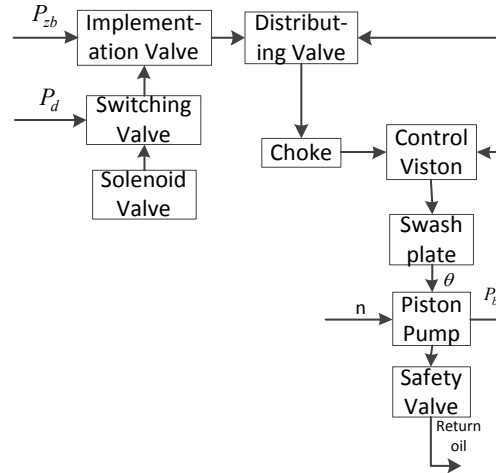 P_zb
Implement-
ation Valve
Distribut-
ing Valve
P_d
Switching
Valve
Solenoid
Valve
Choke
Control
Viston
Swash
plate
θ
n
Piston
Pump
P_b
Safety
Valve
Return
oil